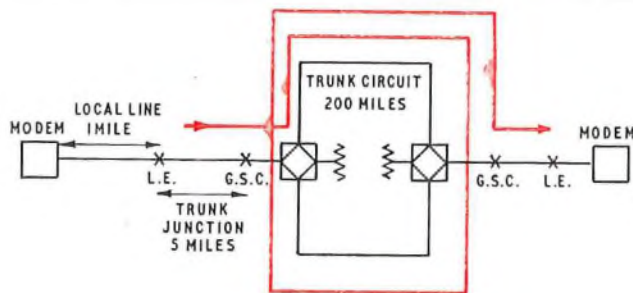 TRUNK CIRCUIT
200 MILES
LOCAL LINE
1MILE
MODEM
MODEM
L.E.
G.S.C.
G.S.C.
L.E.
TRUNK
JUNCTION
5 MILES